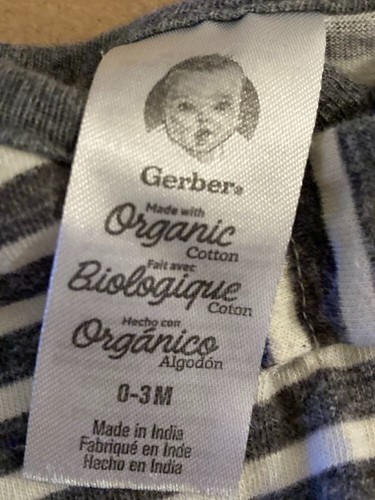 Gerber®
Made with
Organic
Cotton
Fait avec
Biologique
Coton
Hecho con
Orgánico
Algodón
0-3M
Made in India
Fabriqué en Inde
Hecho en India